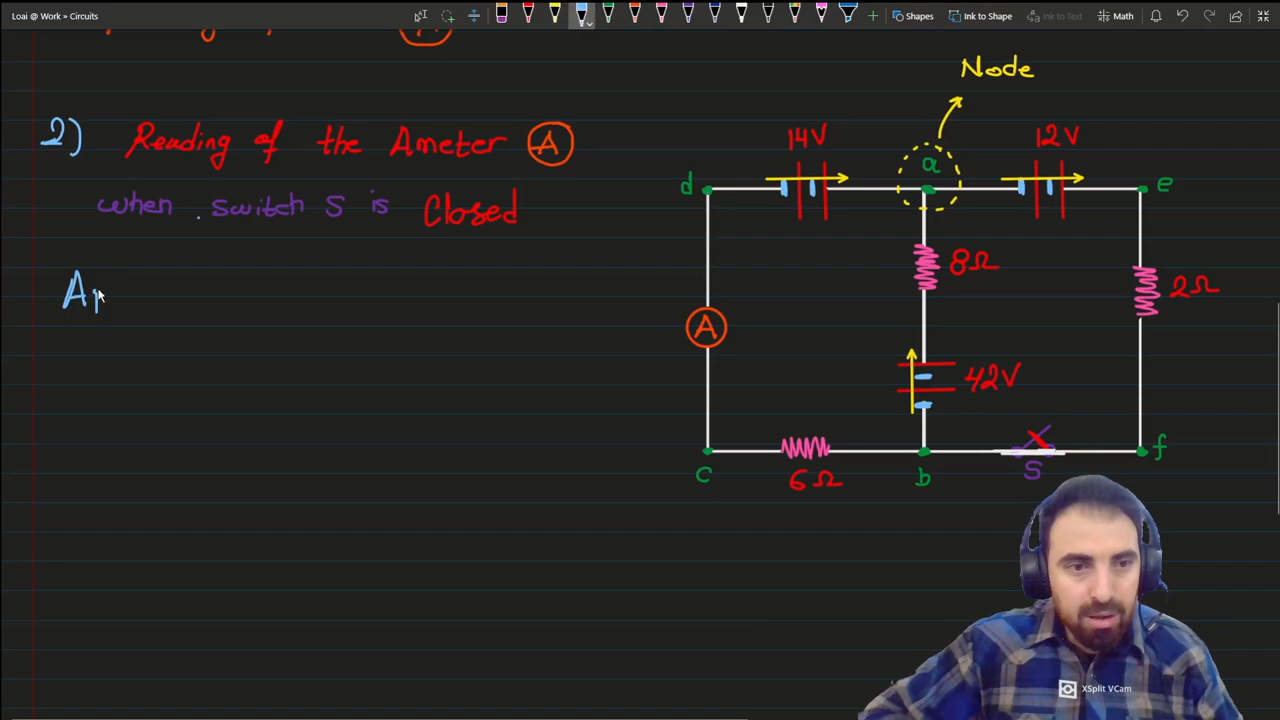 Loai @ Work » Circuits
Shapes
Ink to Shape
Ink to Text
Math
Node
2) Reading of the Ameter A
when . switch S is Closed
Ap
14V
12V
d
a
e
8Ω
2Ω
A
42V
c
6Ω
b
S
f
XSplit VCam